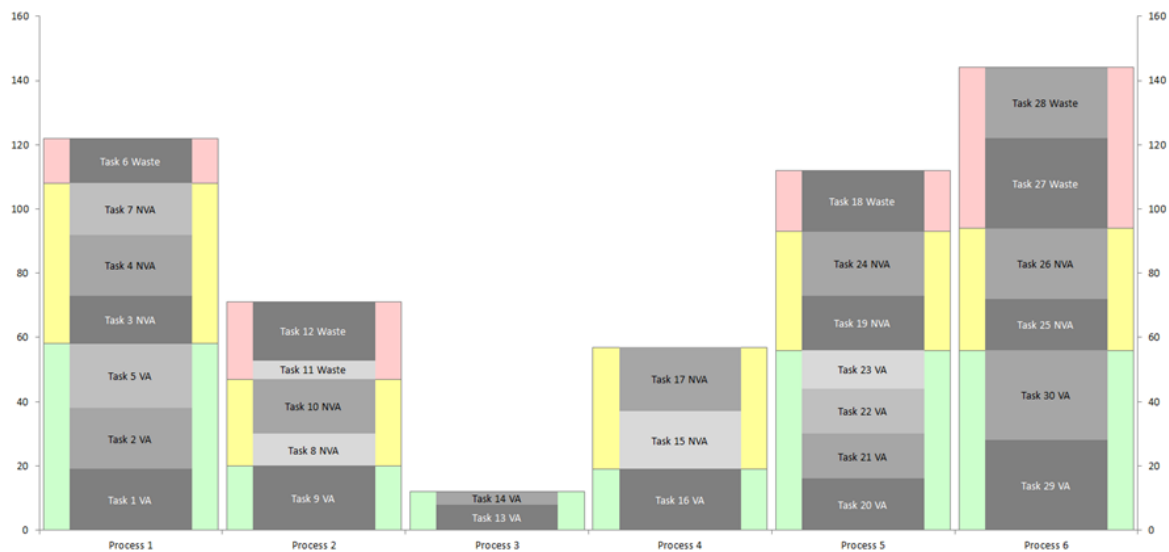 160
140
120
100
80
60
40
20
0
Task 6 Waste
Task 7 NVA
Task 4 NVA
Task 3 NVA
Task 5 VA
Task 2 VA
Task 1 VA
Process 1
Task 12 Waste
Task 11 Waste
Task 10 NVA
Task 8 NVA
Task 9 VA
Process 2
Task 14 VA
Task 13 VA
Process 3
Task 17 NVA
Task 15 NVA
Task 16 VA
Process 4
Task 18 Waste
Task 24 NVA
Task 19 NVA
Task 23 VA
Task 22 VA
Task 21 VA
Task 20 VA
Process 5
Task 28 Waste
Task 27 Waste
Task 26 NVA
Task 25 NVA
Task 30 VA
Task 29 VA
Process 6
160
140
120
100
80
60
40
20
0